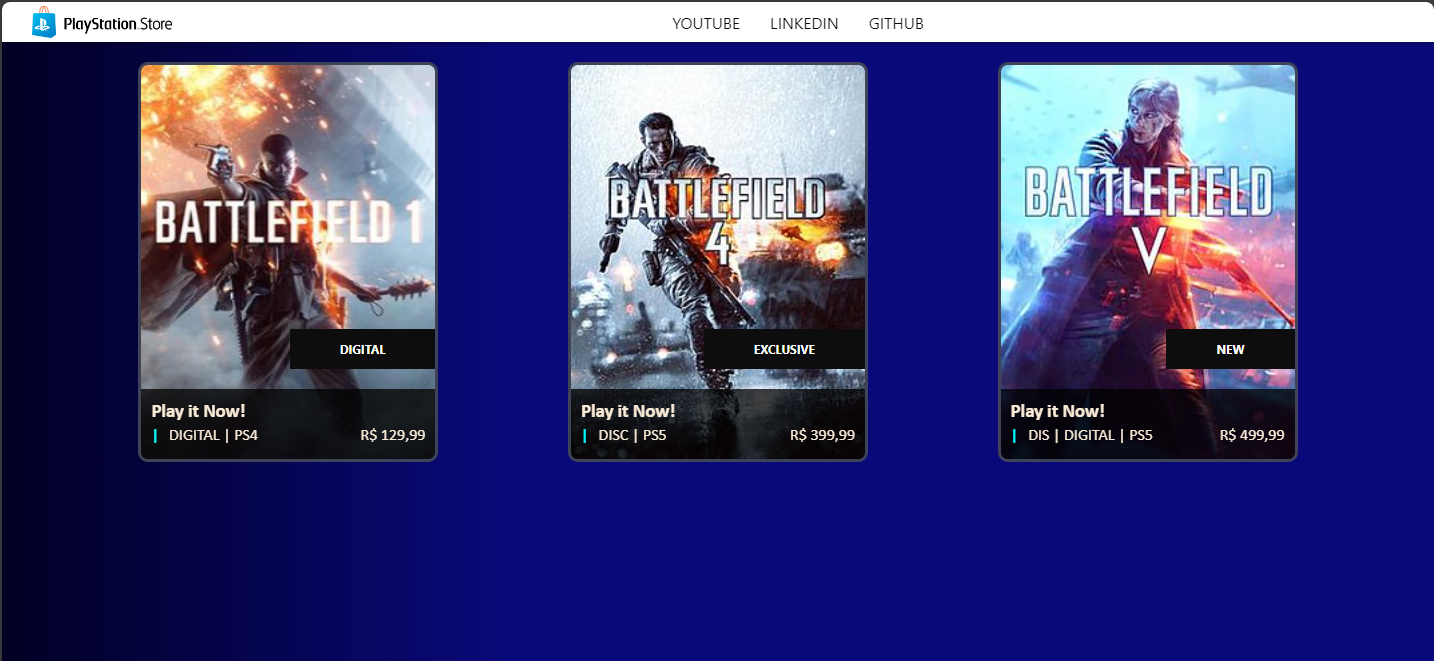 PlayStation Store
YOUTUBE LINKEDIN GITHUB
BATTLEFIELD 1
DIGITAL
Play it Now!
| DIGITAL | PS4 R$ 129,99
BATTLEFIELD
4
EXCLUSIVE
Play it Now!
| DISC | PS5 R$ 399,99
BATTLEFIELD
V
NEW
Play it Now!
| DIS | DIGITAL | PS5 R$ 499,99